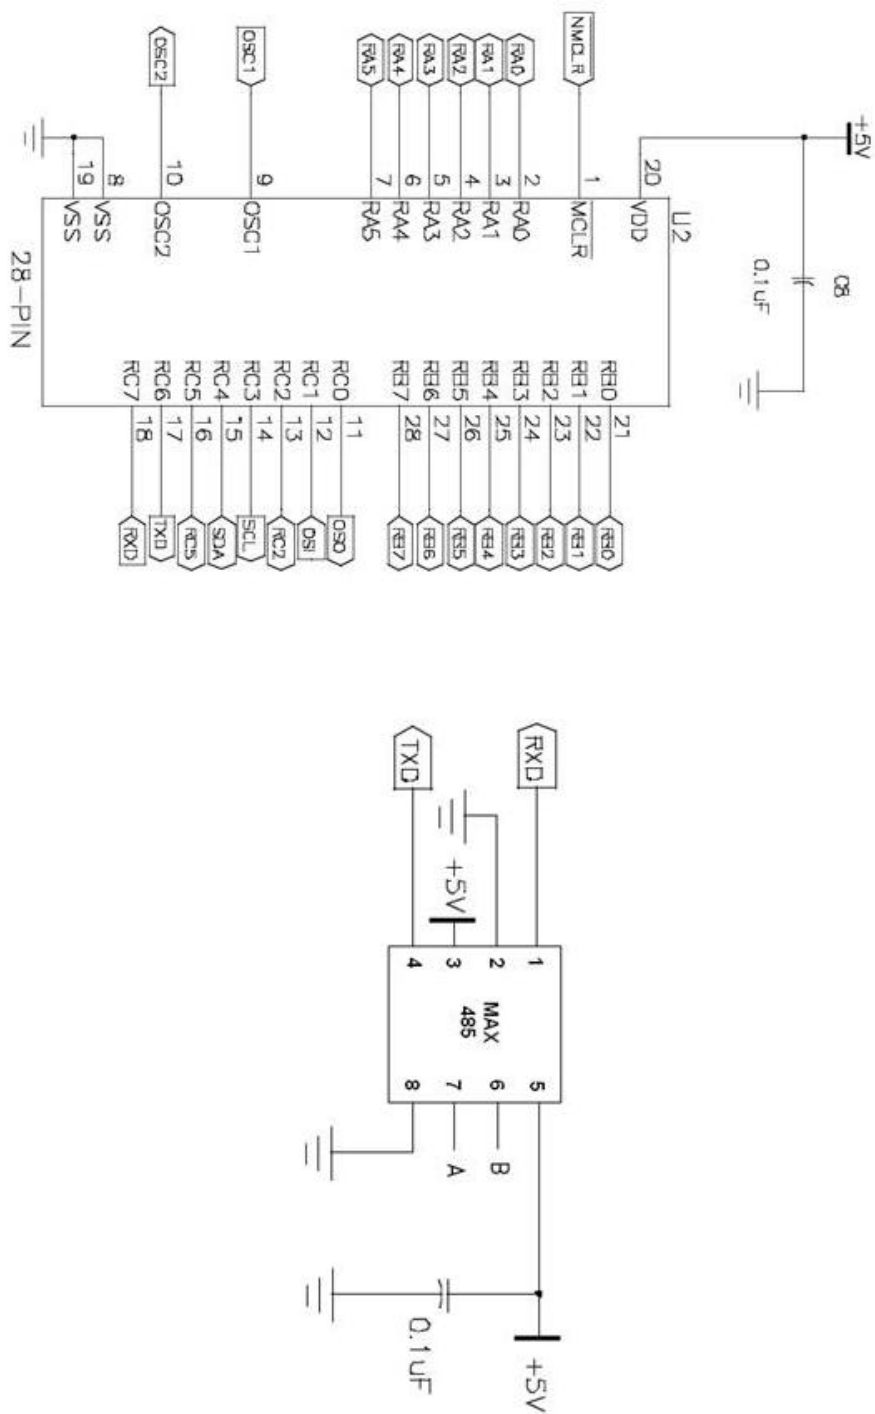 +5V
C8
0.1uF
U2
20 VDD
RB0 21 RB0
NMCLR 1 MCLR RB1 22 RB1
RB2 23 RB2
RA0 2 RA0 RB3 24 RB3
RA1 3 RA1 RB4 25 RB4
RA2 4 RA2 RB5 26 RB5
RA3 5 RA3 RB6 27 RB6
RA4 6 RA4 RB7 28 RB7
RA5 7 RA5
RC0 11 OSO
RC1 12 OSI
RC2 13 RC2
OSC1 9 OSC1 RC3 14 SCL
RC4 15 SDA
RC5 16 RC5
OSC2 10 OSC2 RC6 17 TXD
RC7 18 RXD
8 VSS
19 VSS
28-PIN
RXD 1 5 +5V
2 MAX 6 B
+5V 3 485 7 A
TXD 4 8 0.1uF